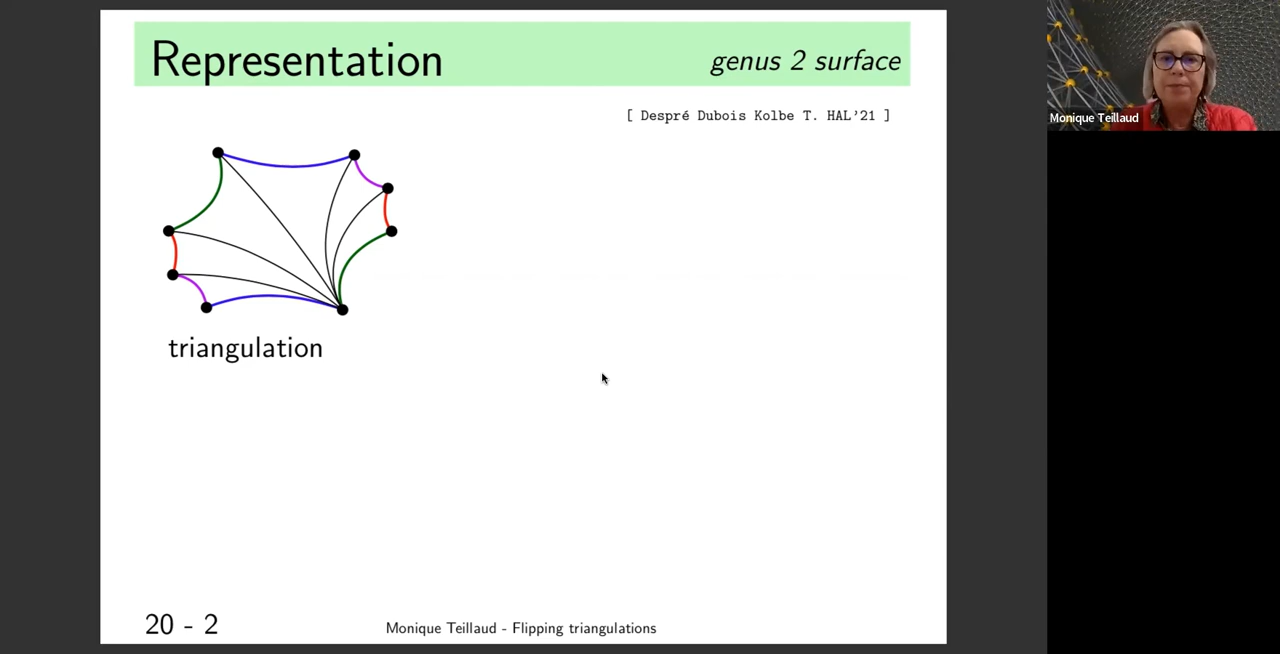 Representation
genus 2 surface
[ Despré Dubois Kolbe T. HAL'21 ]
triangulation
20 - 2
Monique Teillaud - Flipping triangulations
Monique Teillaud